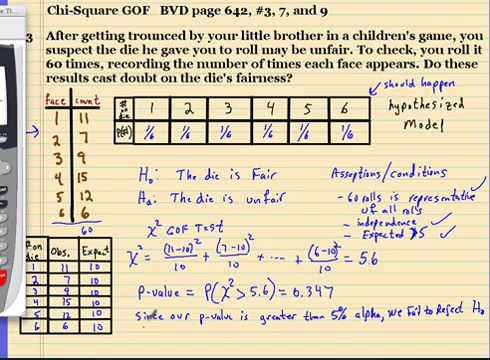 Chi-Square GOF BVD page 642, #3, 7, and 9
3 After getting trounced by your little brother in a children's game, you
suspect the die he gave you to roll may be unfair. To check, you roll it
60 times, recording the number of times each face appears. Do these
results cast doubt on the die's fairness?
should happen
hypothesized
Model
face count
1 11
2 7
3 9
4 15
5 12
6 6
60
# on die 1 2 3 4 5 6
P(#) 1/6 1/6 1/6 1/6 1/6 1/6
H₀: The die is Fair
Hₐ: The die is unfair
Assumptions/conditions
- 60 rolls is representative
of all rolls
- independence ✓
- Expected ≥ 5 ✓
χ² GOF Test
χ² = (11-10)²/10 + (7-10)²/10 + .... + (6-10)²/10 = 5.6
# on die Obs. Expect
1 11 10
2 7 10
3 9 10
4 15 10
5 12 10
6 6 10
P-value = P(χ² > 5.6) = 0.347
Since our p-value is greater than 5% alpha, we Fail to Reject H₀